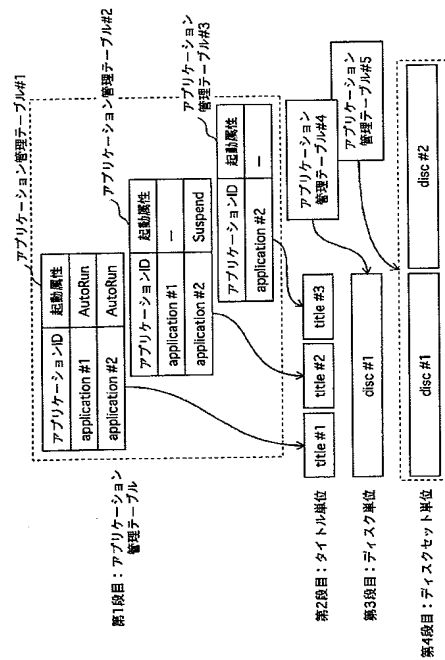 アプリケーション管理テーブル#1
アプリケーション管理テーブル#2
アプリケーション
管理テーブル#3
アプリケーションID 起動属性
application #1 AutoRun
application #2 AutoRun
アプリケーションID 起動属性
application #1 —
application #2 Suspend
アプリケーションID 起動属性
application #2 —
第1段目：アプリケーション
管理テーブル
アプリケーション
管理テーブル#4
アプリケーション
管理テーブル#5
第2段目：タイトル単位
title #1
title #2
title #3
第3段目：ディスク単位
disc #1
第4段目：ディスクセット単位
disc #1
disc #2